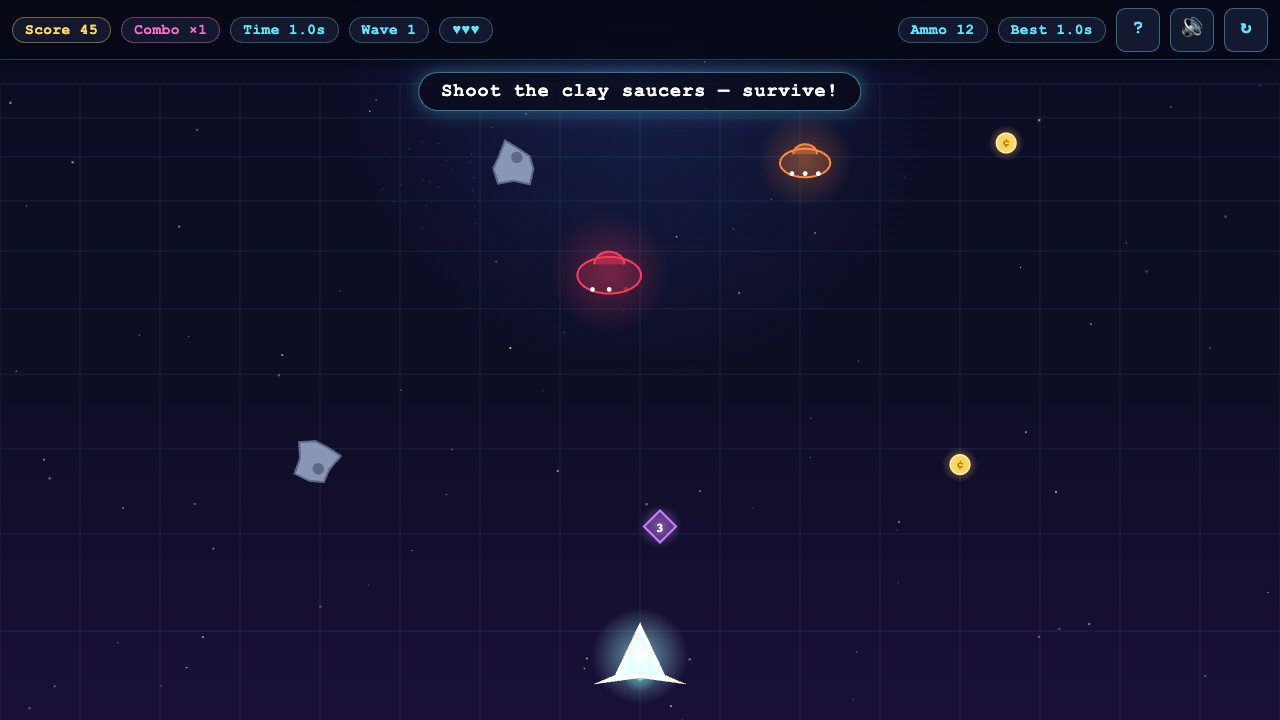 Score 45 Combo ×1 Time 1.0s Wave 1 ♥♥♥ Ammo 12 Best 1.0s ? ↻
Shoot the clay saucers — survive!
¢
¢
3